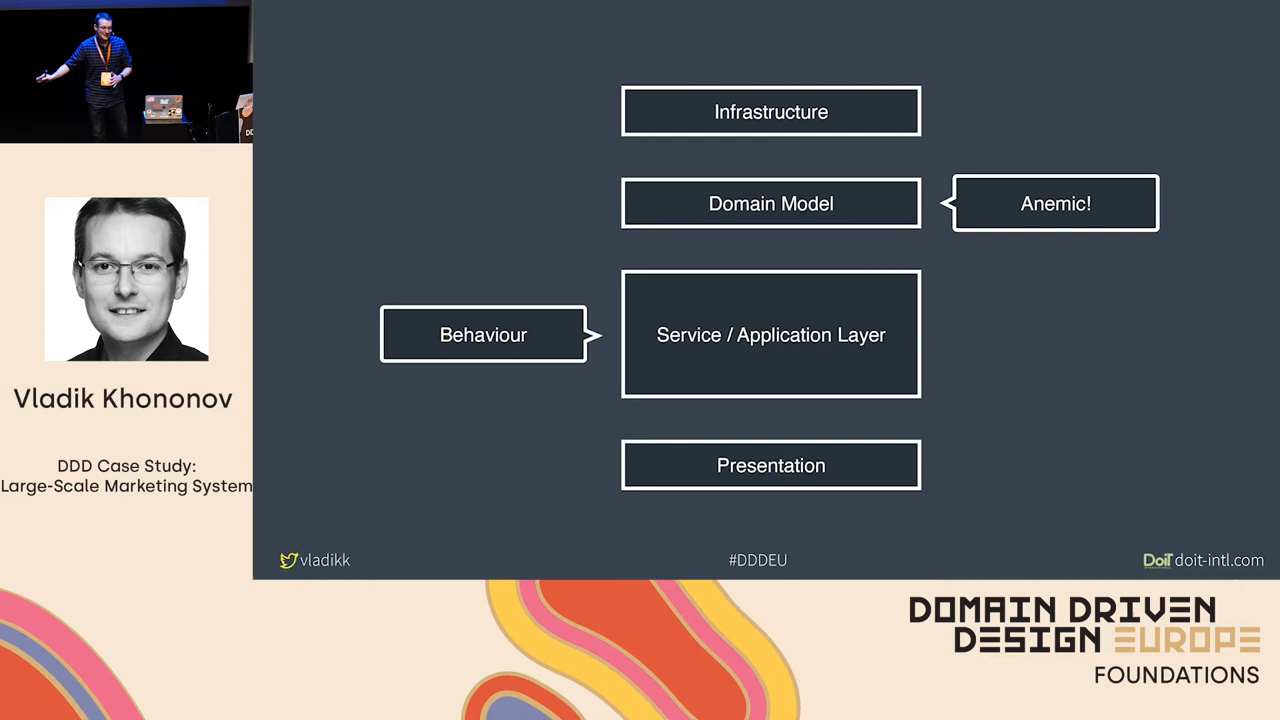 Infrastructure
Domain Model
Anemic!
Behaviour
Service / Application Layer
Presentation
vladikk
#DDDEU
DoiT doit-intl.com
Vladik Khononov
DDD Case Study:
Large-Scale Marketing System
DOMAIN DRIVEN
DESIGN EUROPE
FOUNDATIONS